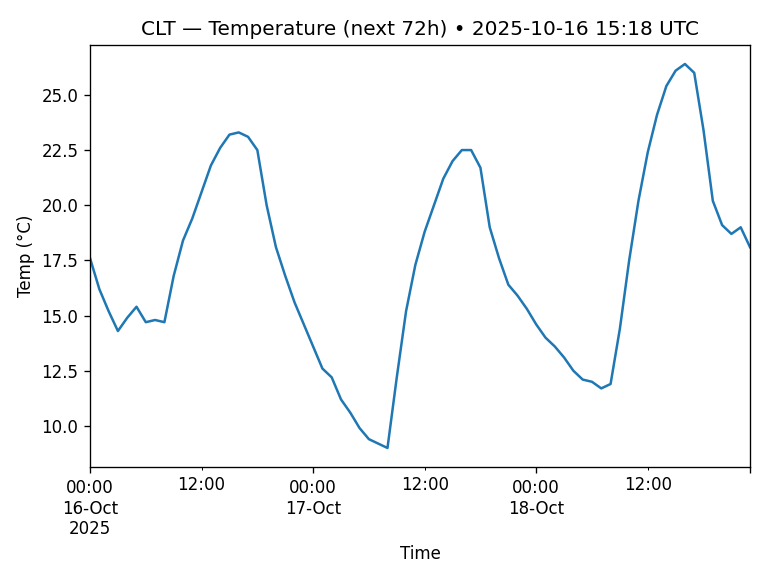 CLT — Temperature (next 72h) • 2025-10-16 15:18 UTC
Temp (°C)
25.0
22.5
20.0
17.5
15.0
12.5
10.0
00:00 12:00 00:00 12:00 00:00 12:00
16-Oct 17-Oct 18-Oct
2025
Time